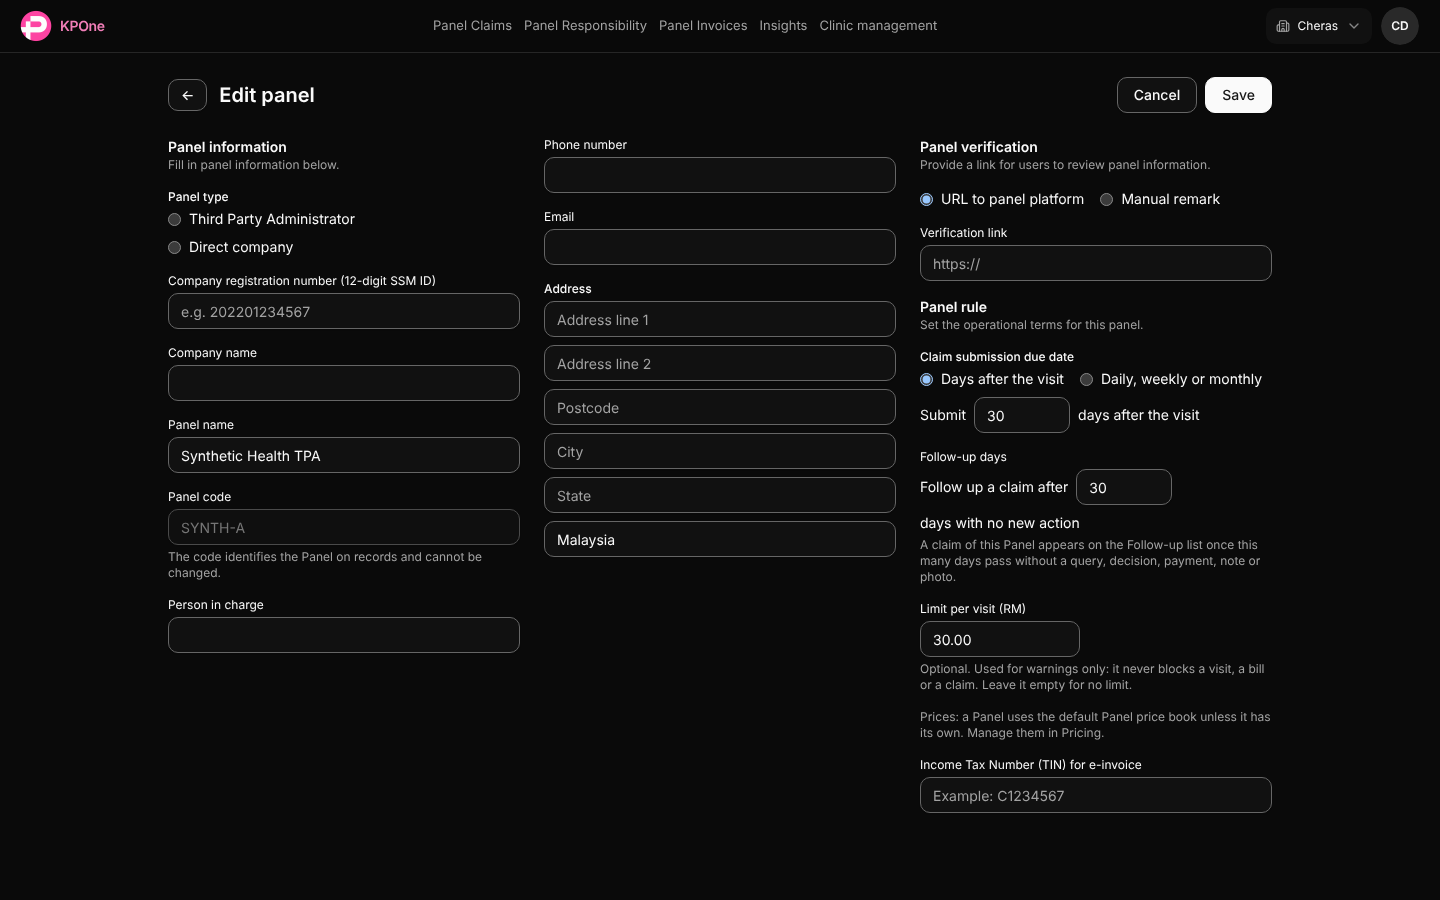 KPOne
Panel Claims Panel Responsibility Panel Invoices Insights Clinic management
Cheras
CD
Edit panel
Cancel
Save
Panel information
Fill in panel information below.
Panel type
Third Party Administrator
Direct company
Company registration number (12-digit SSM ID)
e.g. 202201234567
Company name
Panel name
Synthetic Health TPA
Panel code
SYNTH-A
The code identifies the Panel on records and cannot be
changed.
Person in charge
Phone number
Email
Address
Address line 1
Address line 2
Postcode
City
State
Malaysia
Panel verification
Provide a link for users to review panel information.
URL to panel platform Manual remark
Verification link
https://
Panel rule
Set the operational terms for this panel.
Claim submission due date
Days after the visit Daily, weekly or monthly
Submit 30 days after the visit
Follow-up days
Follow up a claim after 30
days with no new action
A claim of this Panel appears on the Follow-up list once this
many days pass without a query, decision, payment, note or
photo.
Limit per visit (RM)
30.00
Optional. Used for warnings only: it never blocks a visit, a bill
or a claim. Leave it empty for no limit.
Prices: a Panel uses the default Panel price book unless it has
its own. Manage them in Pricing.
Income Tax Number (TIN) for e-invoice
Example: C1234567